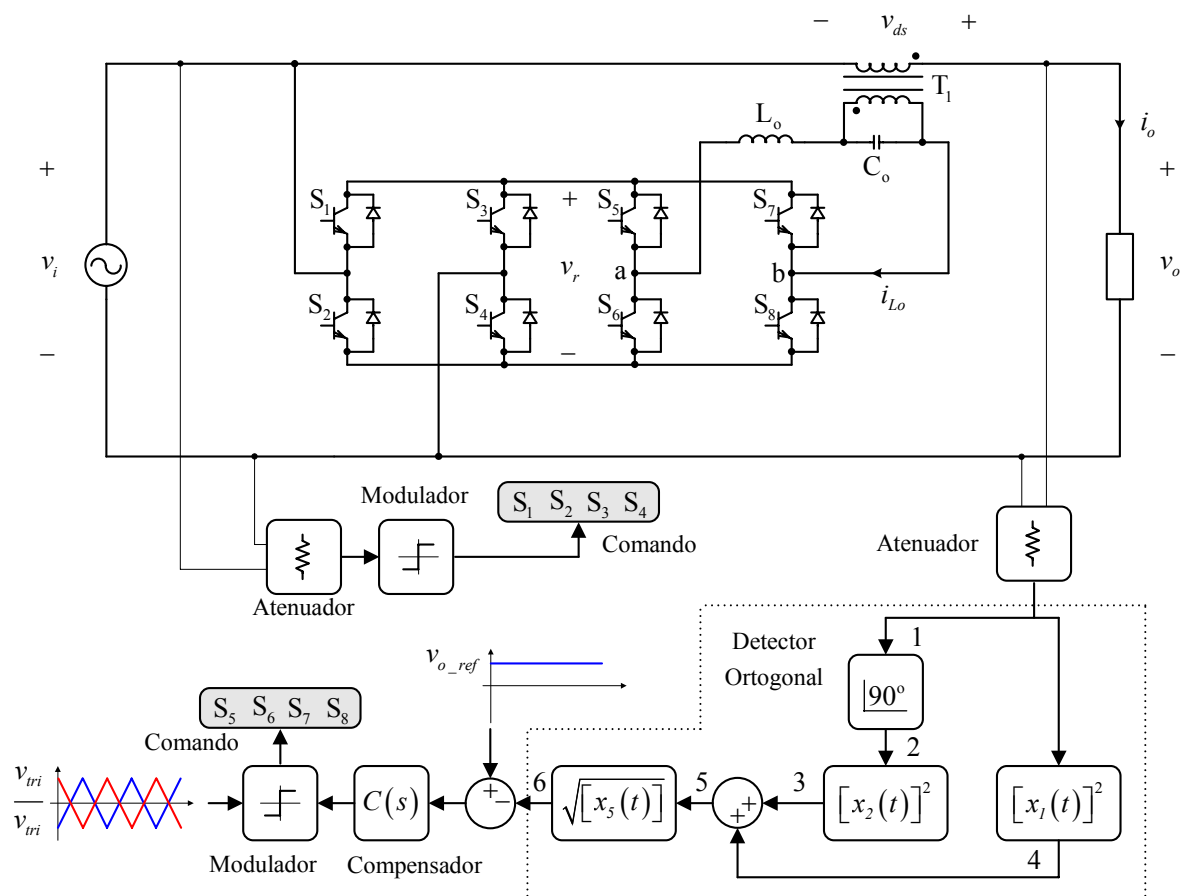 − v_ds +
T_1
L_o
i_o
C_o
+ +
S_1 S_3 + S_5 S_7
v_i v_r a b v_o
i_Lo
S_2 S_4 S_6 S_8
− − −
Modulador
S_1 S_2 S_3 S_4
Comando
Atenuador
Atenuador
Detector
Ortogonal
1
|90º
2
v_o_ref
S_5 S_6 S_7 S_8
Comando
v_tri
v_tri
C(s)
+ −
6
√[x_5(t)]
5
+ +
3
[x_2(t)]^2
[x_1(t)]^2
4
Modulador
Compensador